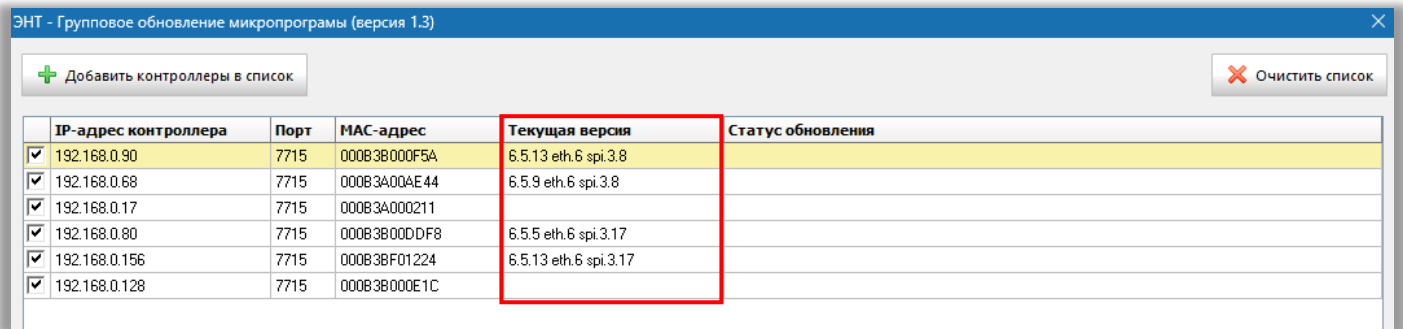 ЭНТ - Групповое обновление микропрограмы (версия 1.3)
Добавить контроллеры в список Очистить список
IP-адрес контроллера Порт MAC-адрес Текущая версия Статус обновления
192.168.0.90 7715 000B3B000F5A 6.5.13 eth.6 spi.3.8
192.168.0.68 7715 000B3A00AE44 6.5.9 eth.6 spi.3.8
192.168.0.17 7715 000B3A000211
192.168.0.80 7715 000B3B00DDF8 6.5.5 eth.6 spi.3.17
192.168.0.156 7715 000B3BF01224 6.5.13 eth.6 spi.3.17
192.168.0.128 7715 000B3B000E1C